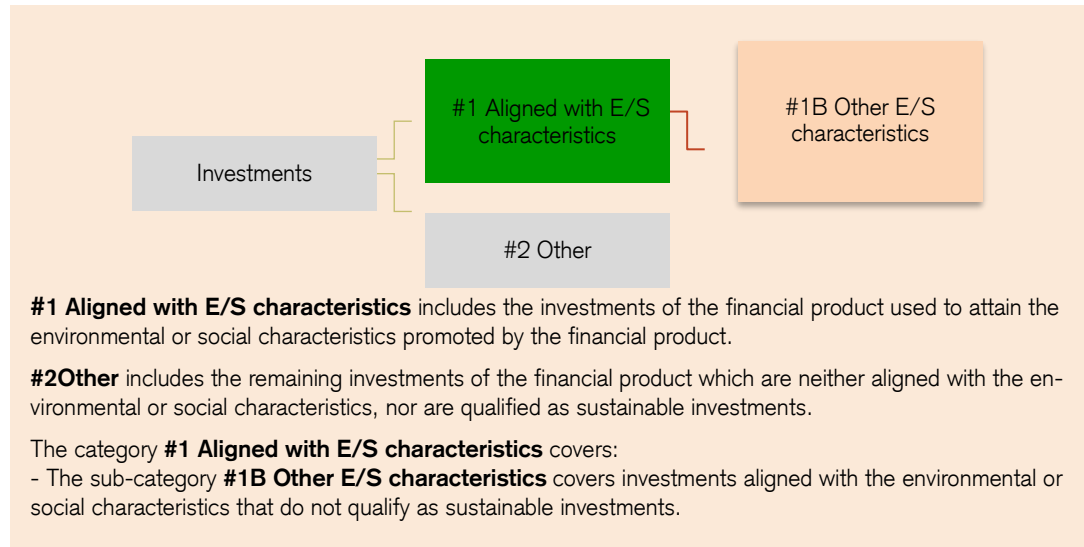 #1 Aligned with E/S
characteristics
#1B Other E/S
characteristics
Investments
#2 Other
#1 Aligned with E/S characteristics includes the investments of the financial product used to attain the
environmental or social characteristics promoted by the financial product.
#2Other includes the remaining investments of the financial product which are neither aligned with the en-
vironmental or social characteristics, nor are qualified as sustainable investments.
The category #1 Aligned with E/S characteristics covers:
- The sub-category #1B Other E/S characteristics covers investments aligned with the environmental or
social characteristics that do not qualify as sustainable investments.